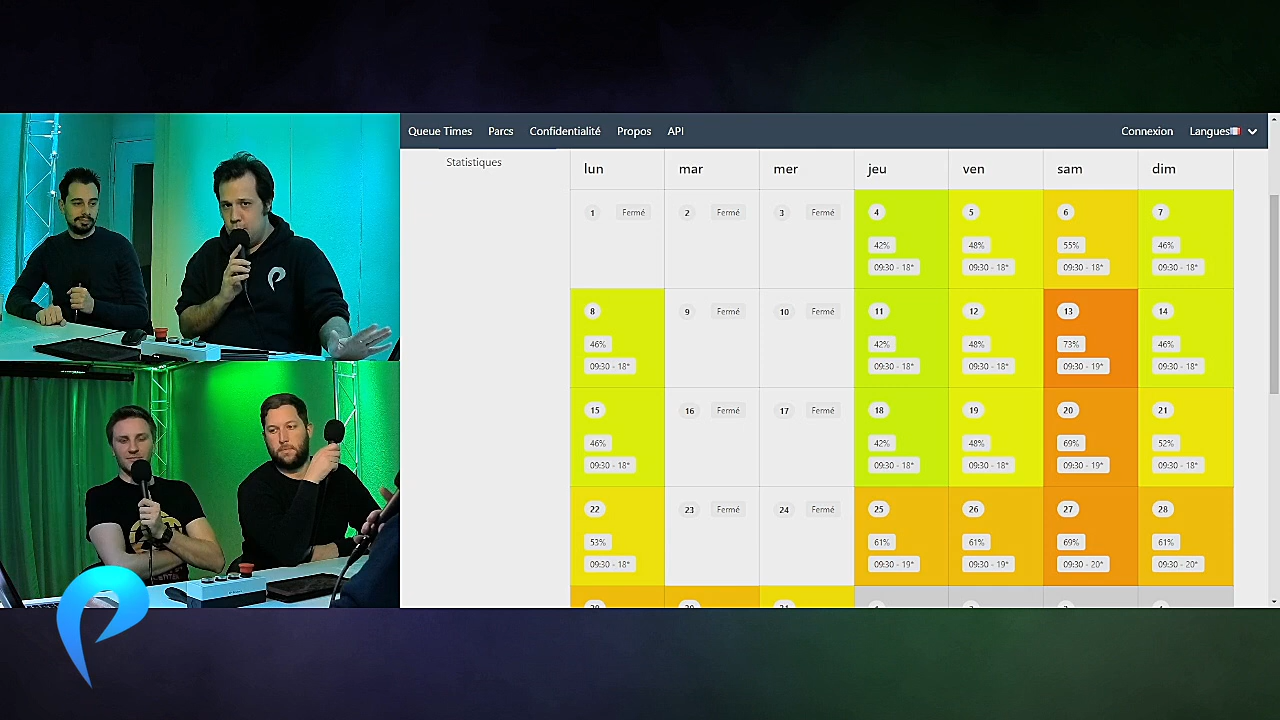 Queue Times Parcs Confidentialité Propos API Connexion Langues
Statistiques
lun mar mer jeu ven sam dim
1 Fermé 2 Fermé 3 Fermé 4 5 6 7
42% 48% 55% 46%
09:30 - 18* 09:30 - 18* 09:30 - 18* 09:30 - 18*
8 9 Fermé 10 Fermé 11 12 13 14
46% 42% 48% 73% 46%
09:30 - 18* 09:30 - 18* 09:30 - 18* 09:30 - 19* 09:30 - 18*
15 16 Fermé 17 Fermé 18 19 20 21
46% 42% 48% 69% 52%
09:30 - 18* 09:30 - 18* 09:30 - 18* 09:30 - 19* 09:30 - 18*
22 23 Fermé 24 Fermé 25 26 27 28
53% 61% 61% 69% 61%
09:30 - 18* 09:30 - 19* 09:30 - 19* 09:30 - 20* 09:30 - 20*